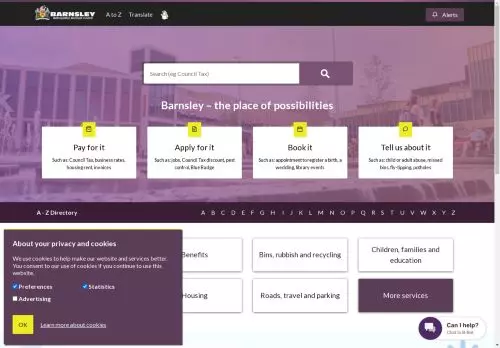 BARNSLEY
Metropolitan Borough Council
A to Z
Translate
Alerts
Search (eg Council Tax)
Barnsley – the place of possibilities
Pay for it
Such as: Council Tax, business rates,
housing rent, invoices
Apply for it
Such as: jobs, Council Tax discount, pest
control, Blue Badge
Book it
Such as: appointment to register a birth, a
wedding, library events
Tell us about it
Such as: child or adult abuse, missed
bins, fly-tipping, potholes
A - Z Directory
A B C D E F G H I J K L M N O P Q R S T U V W X Y Z
About your privacy and cookies
We use cookies to help make our website and services better.
You consent to our use of cookies if you continue to use this
website.
Preferences
Statistics
Advertising
OK
Learn more about cookies
Benefits
Bins, rubbish and recycling
Children, families and
education
Housing
Roads, travel and parking
More services
Can I help?